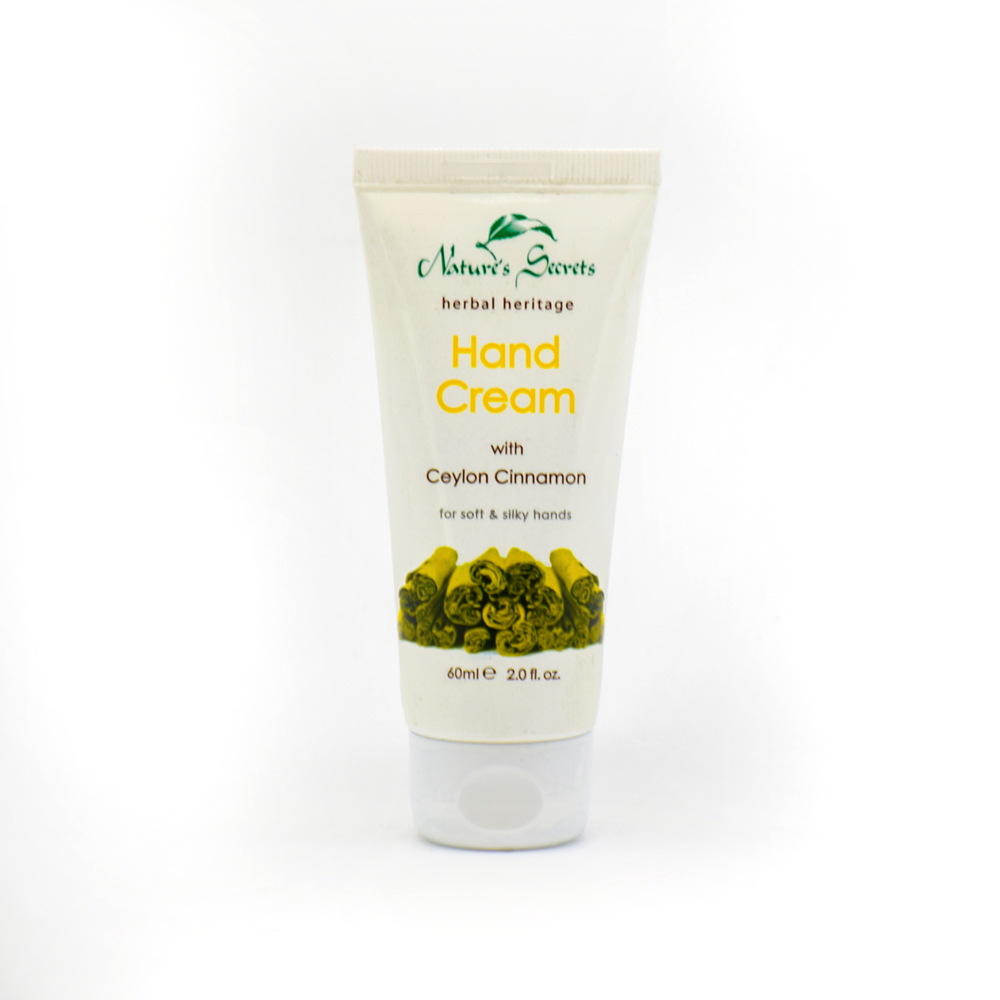 Nature's Secrets
herbal heritage
Hand
Cream
with
Ceylon Cinnamon
for soft & silky hands
60ml ℮ 2.0 fl. oz.